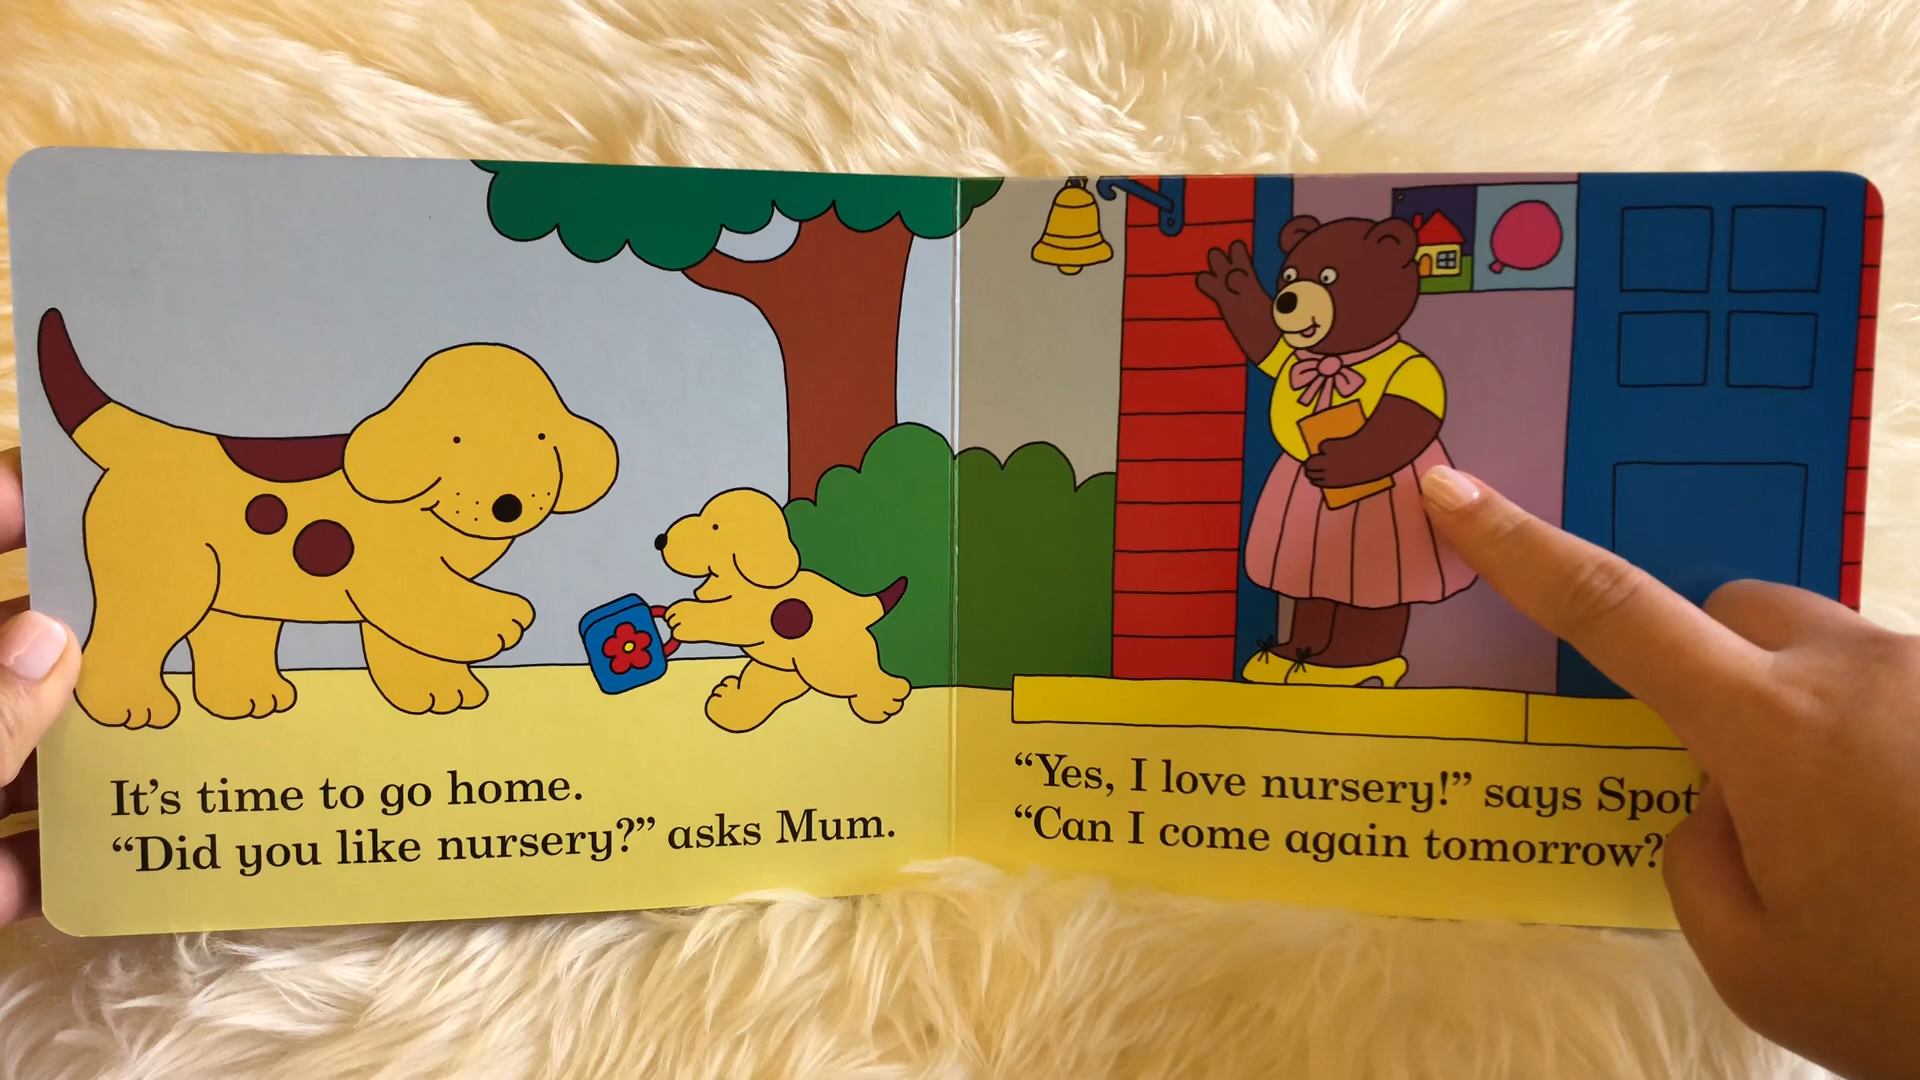 It's time to go home.
“Did you like nursery?” asks Mum.
“Yes, I love nursery!” says Spot
“Can I come again tomorrow?